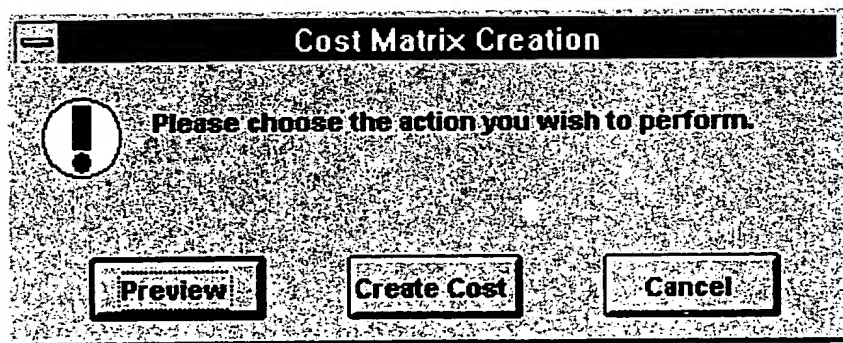 Cost Matrix Creation
Please choose the action you wish to perform.
Preview
Create Cost
Cancel